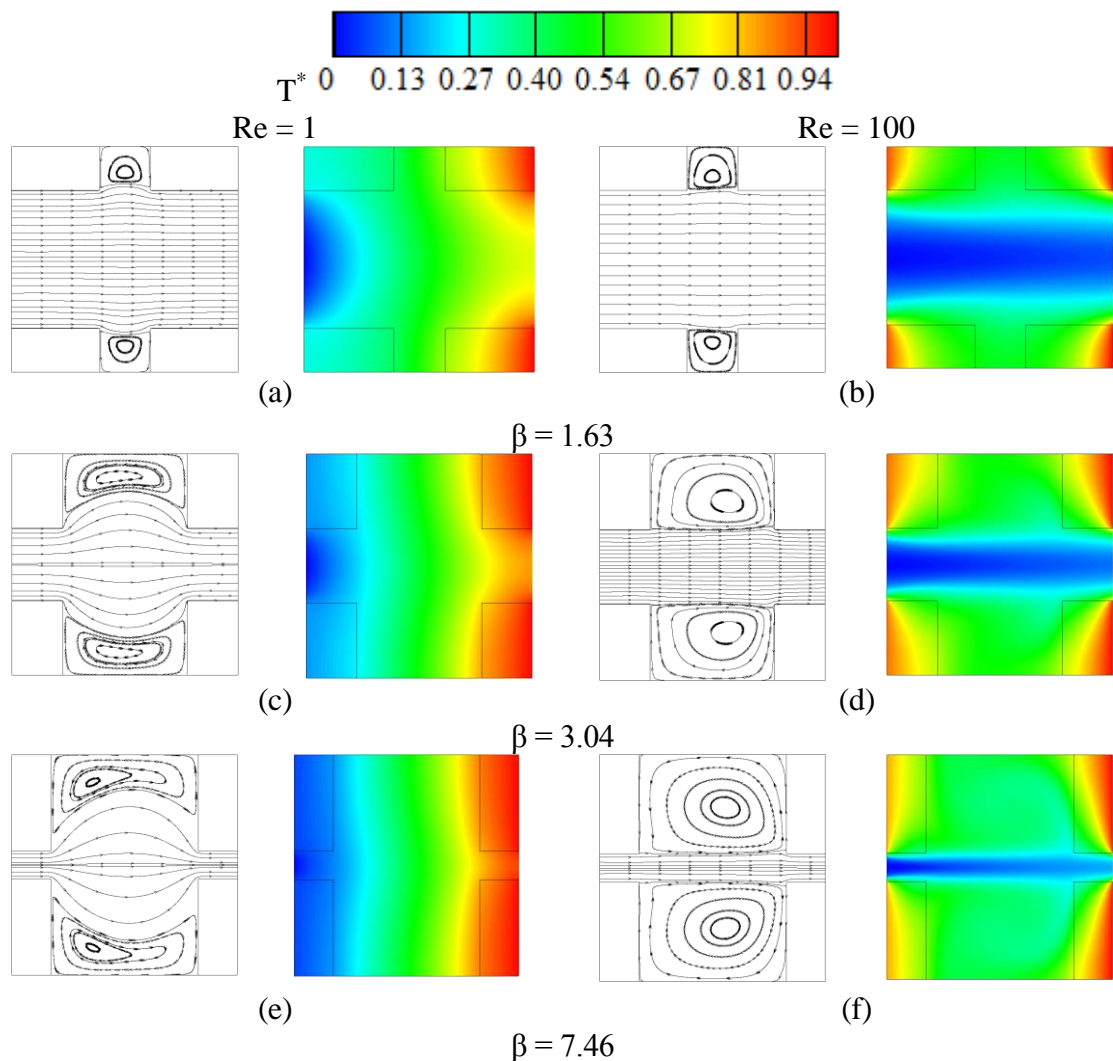 T* 0 0.13 0.27 0.40 0.54 0.67 0.81 0.94
Re = 1 Re = 100
(a) (b)
β = 1.63
(c) (d)
β = 3.04
(e) (f)
β = 7.46